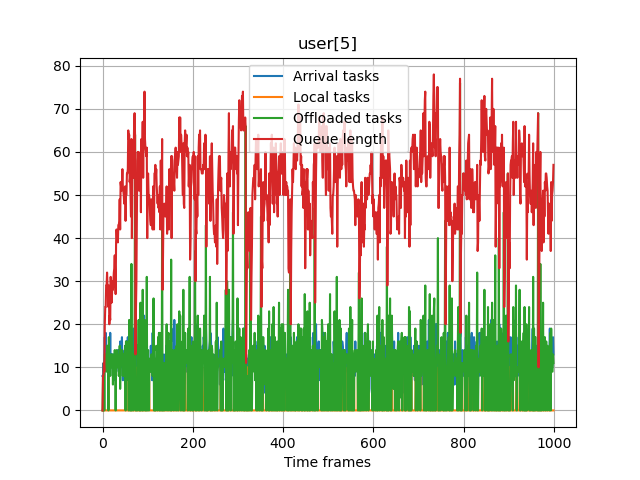 user[5]
80
70
60
50
40
30
20
10
0
Arrival tasks
Local tasks
Offloaded tasks
Queue length
0 200 400 600 800 1000
Time frames